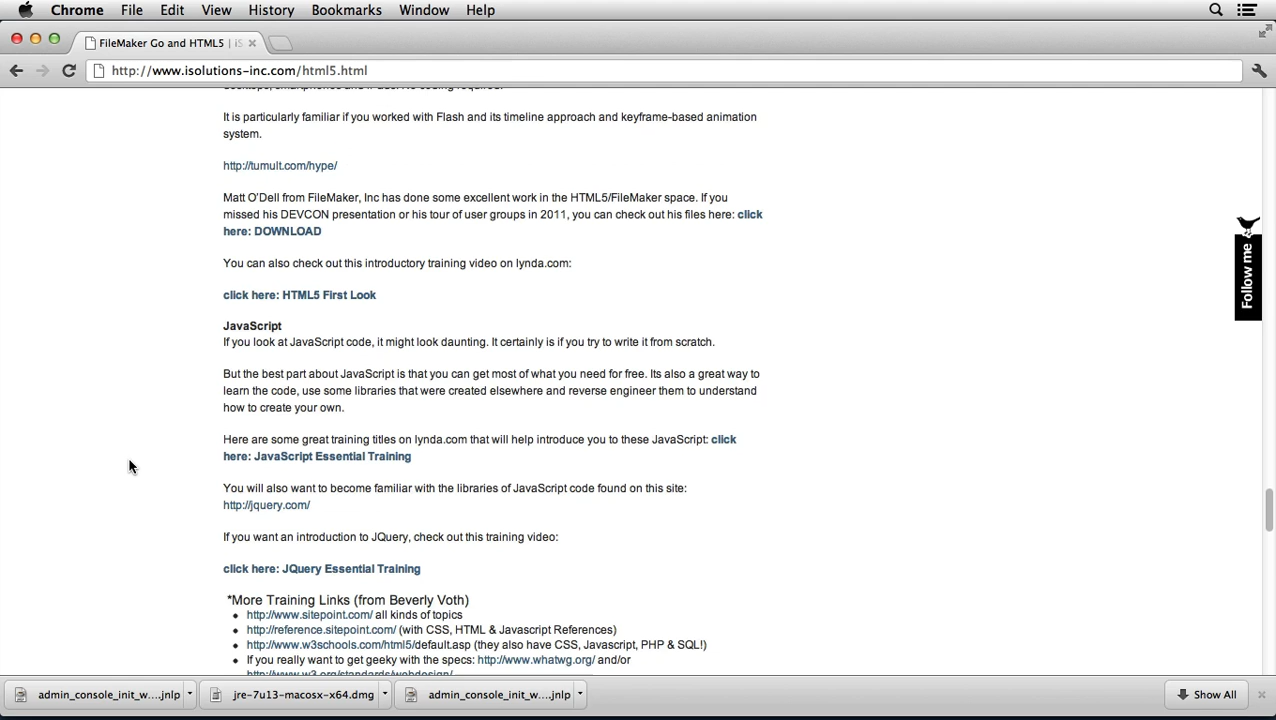 Chrome File Edit View History Bookmarks Window Help
FileMaker Go and HTML5 | iS
http://www.isolutions-inc.com/html5.html
It is particularly familiar if you worked with Flash and its timeline approach and keyframe-based animation
system.
http://tumult.com/hype/
Matt O'Dell from FileMaker, Inc has done some excellent work in the HTML5/FileMaker space. If you
missed his DEVCON presentation or his tour of user groups in 2011, you can check out his files here: click
here: DOWNLOAD
You can also check out this introductory training video on lynda.com:
click here: HTML5 First Look
JavaScript
If you look at JavaScript code, it might look daunting. It certainly is if you try to write it from scratch.
But the best part about JavaScript is that you can get most of what you need for free. Its also a great way to
learn the code, use some libraries that were created elsewhere and reverse engineer them to understand
how to create your own.
Here are some great training titles on lynda.com that will help introduce you to these JavaScript: click
here: JavaScript Essential Training
You will also want to become familiar with the libraries of JavaScript code found on this site:
http://jquery.com/
If you want an introduction to JQuery, check out this training video:
click here: JQuery Essential Training
*More Training Links (from Beverly Voth)
http://www.sitepoint.com/ all kinds of topics
http://reference.sitepoint.com/ (with CSS, HTML & Javascript References)
http://www.w3schools.com/html5/default.asp (they also have CSS, Javascript, PHP & SQL!)
If you really want to get geeky with the specs: http://www.whatwg.org/ and/or
http://www.w3.org/standards/webdesign/
Follow me
admin_console_init_w....jnlp
jre-7u13-macosx-x64.dmg
admin_console_init_w....jnlp
Show All